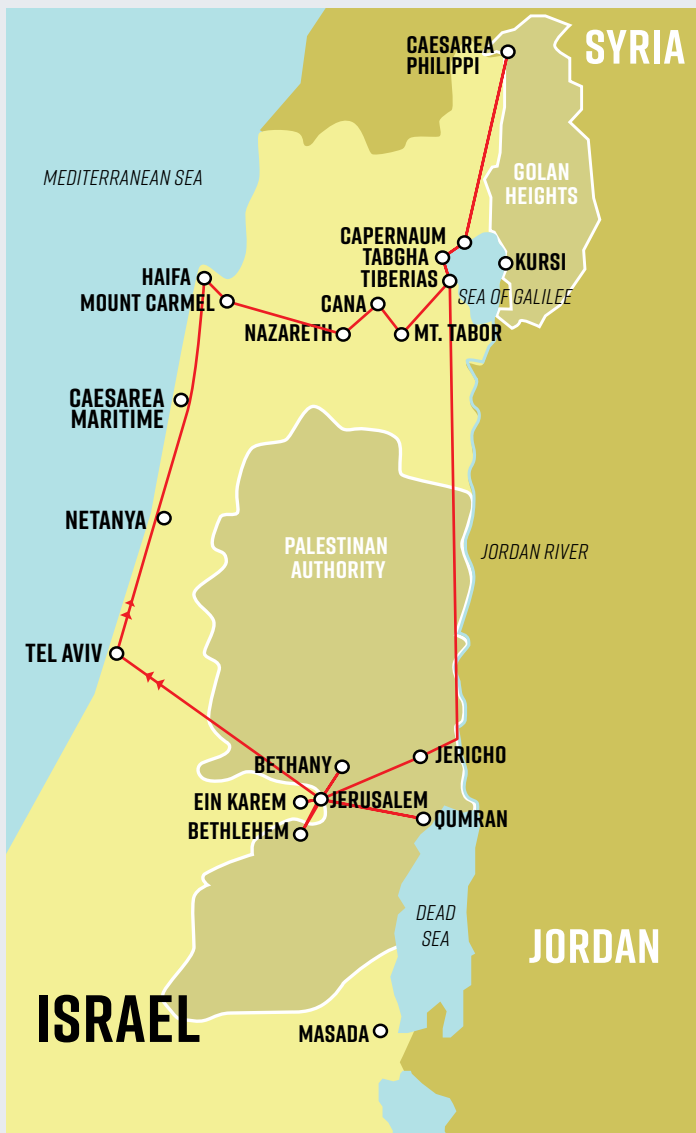 CAESAREA
PHILIPPI
SYRIA
MEDITERRANEAN SEA
GOLAN
HEIGHTS
CAPERNAUM
TABGHA
TIBERIAS
KURSI
HAIFA
MOUNT CARMEL
CANA
SEA OF GALILEE
NAZARETH
MT. TABOR
CAESAREA
MARITIME
NETANYA
PALESTINAN
AUTHORITY
JORDAN RIVER
TEL AVIV
BETHANY
JERICHO
EIN KAREM
JERUSALEM
BETHLEHEM
QUMRAN
DEAD
SEA
JORDAN
ISRAEL
MASADA